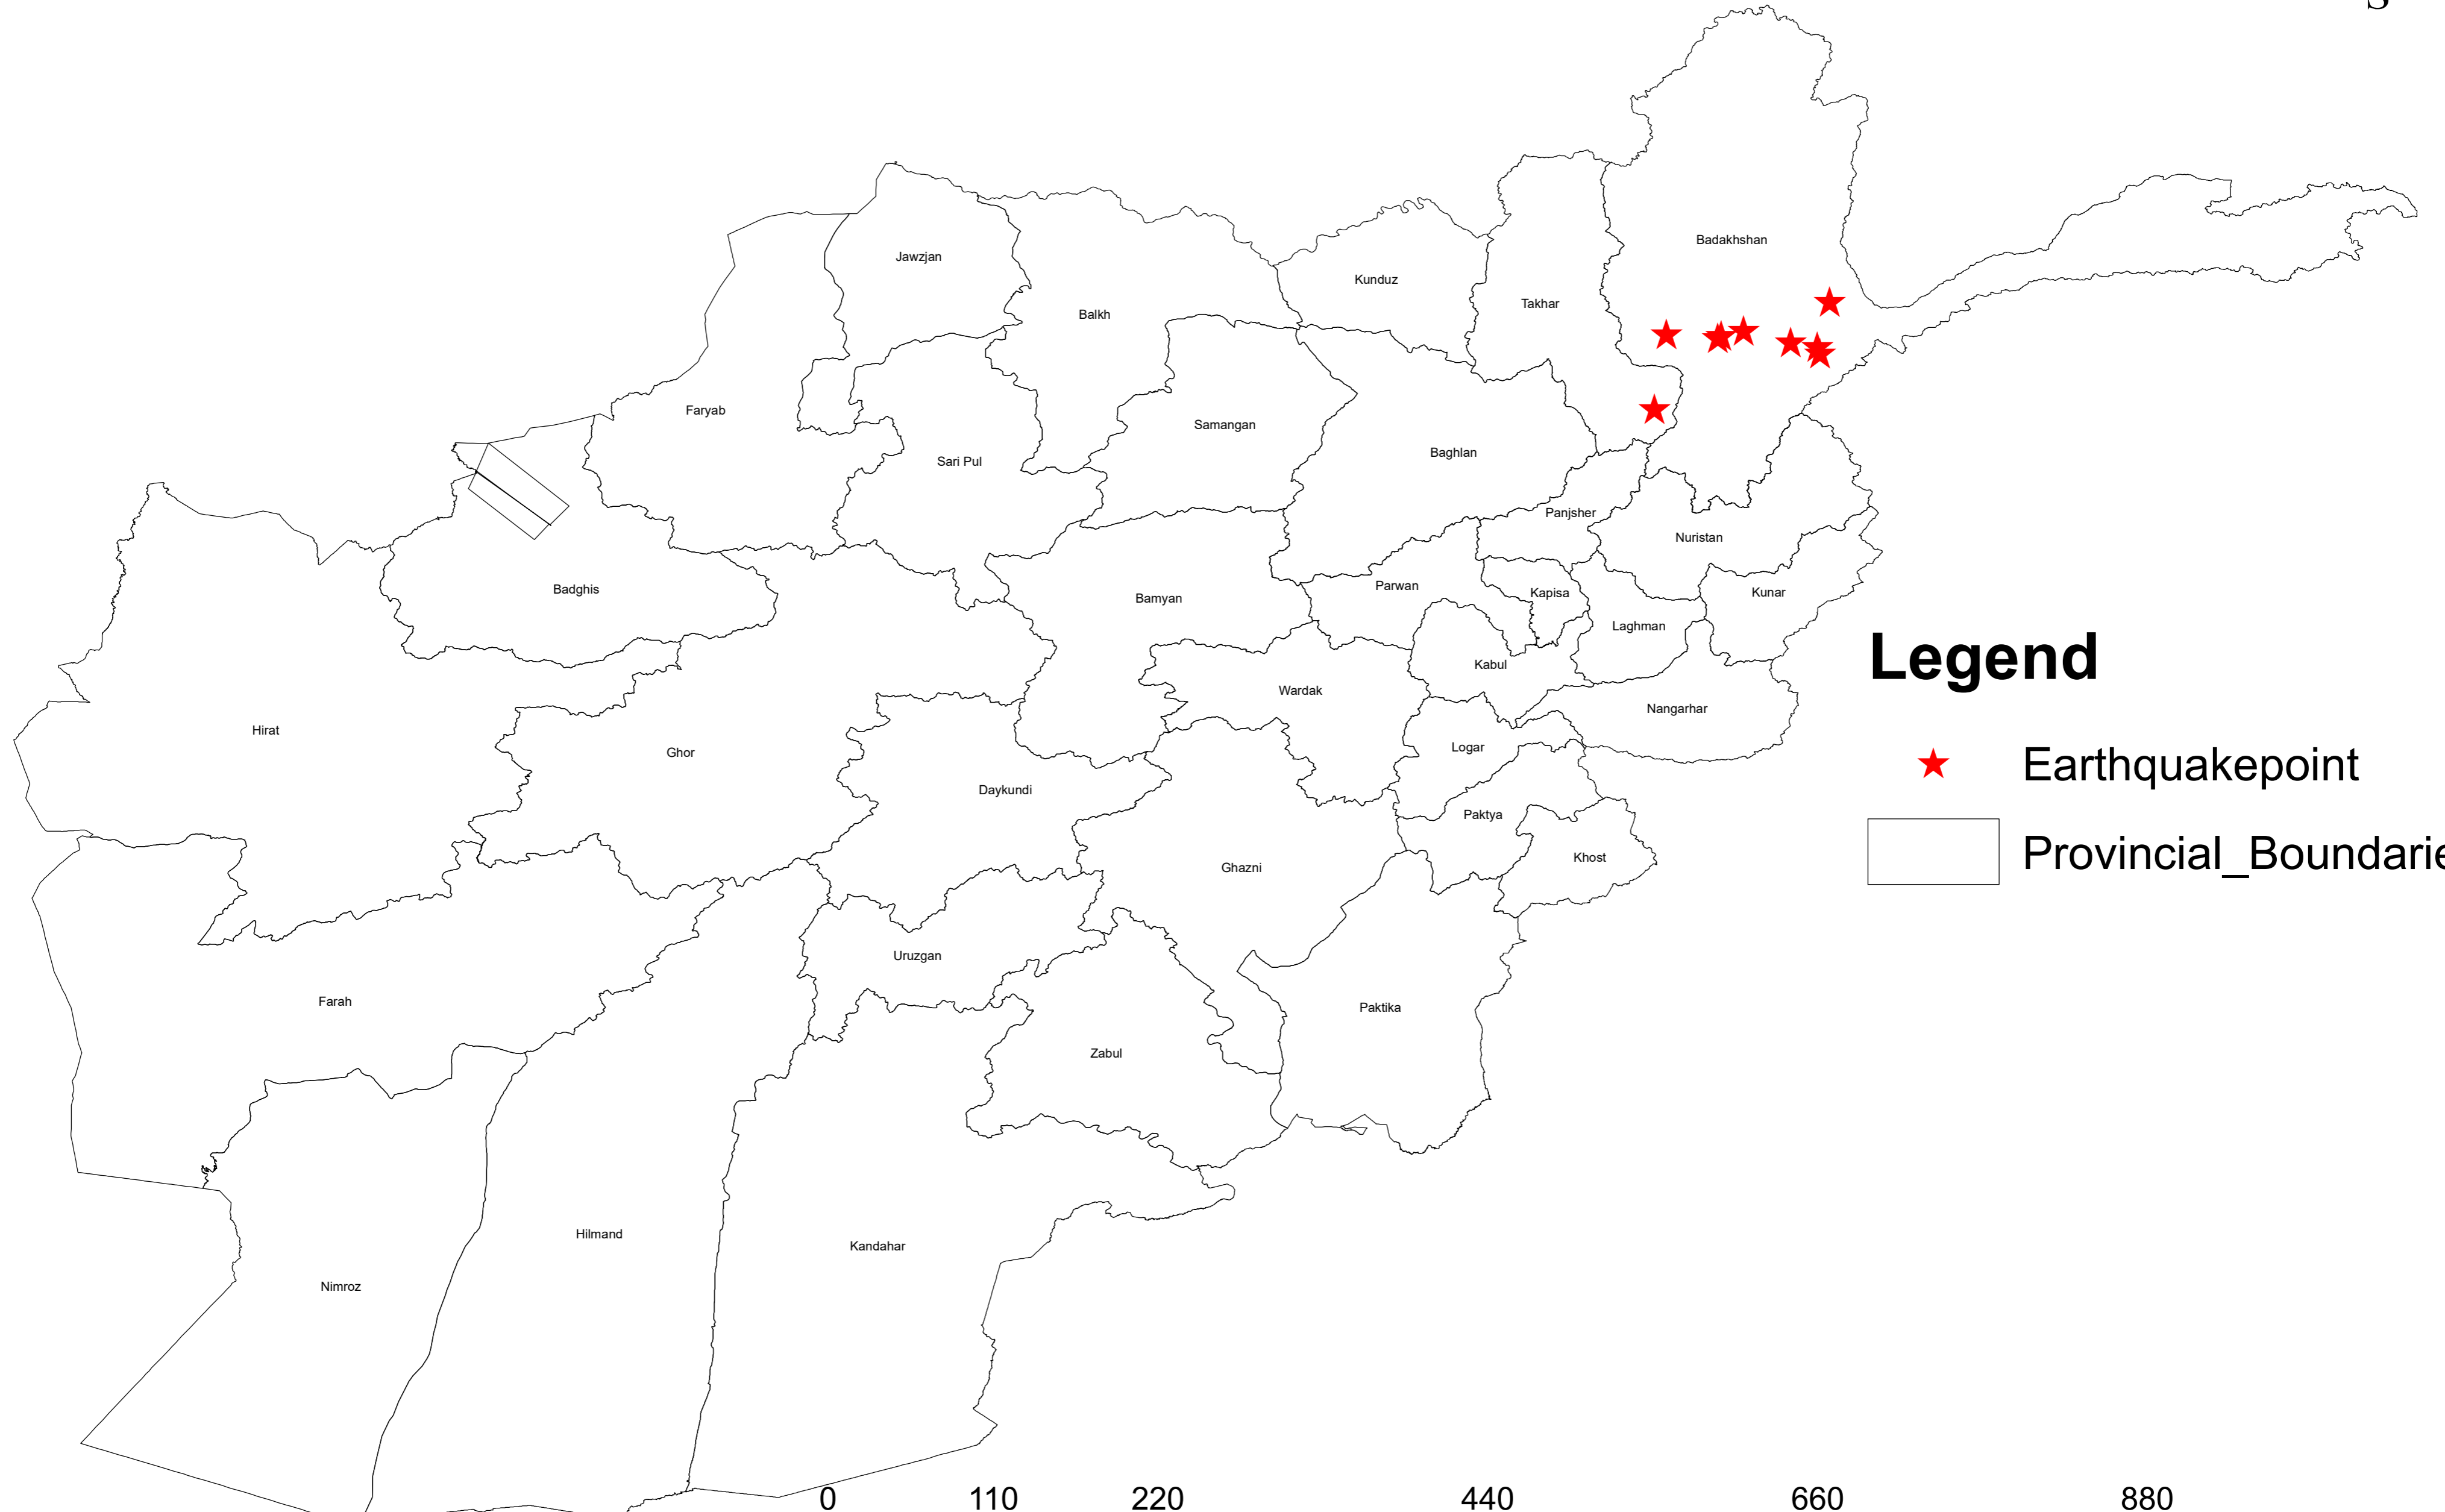 S
Badakhshan
Jawzjan
Kunduz
Takhar
Balkh
Faryab
Samangan
Baghlan
Sari Pul
Panjsher
Nuristan
Badghis
Parwan
Kapisa
Kunar
Bamyan
Laghman
Legend
Kabul
Wardak
Nangarhar
Hirat
Ghor
Logar
Earthquakepoint
Daykundi
Paktya
Provincial_Boundarie
Khost
Ghazni
Uruzgan
Farah
Paktika
Zabul
Hilmand
Kandahar
Nimroz
0 110 220 440 660 880